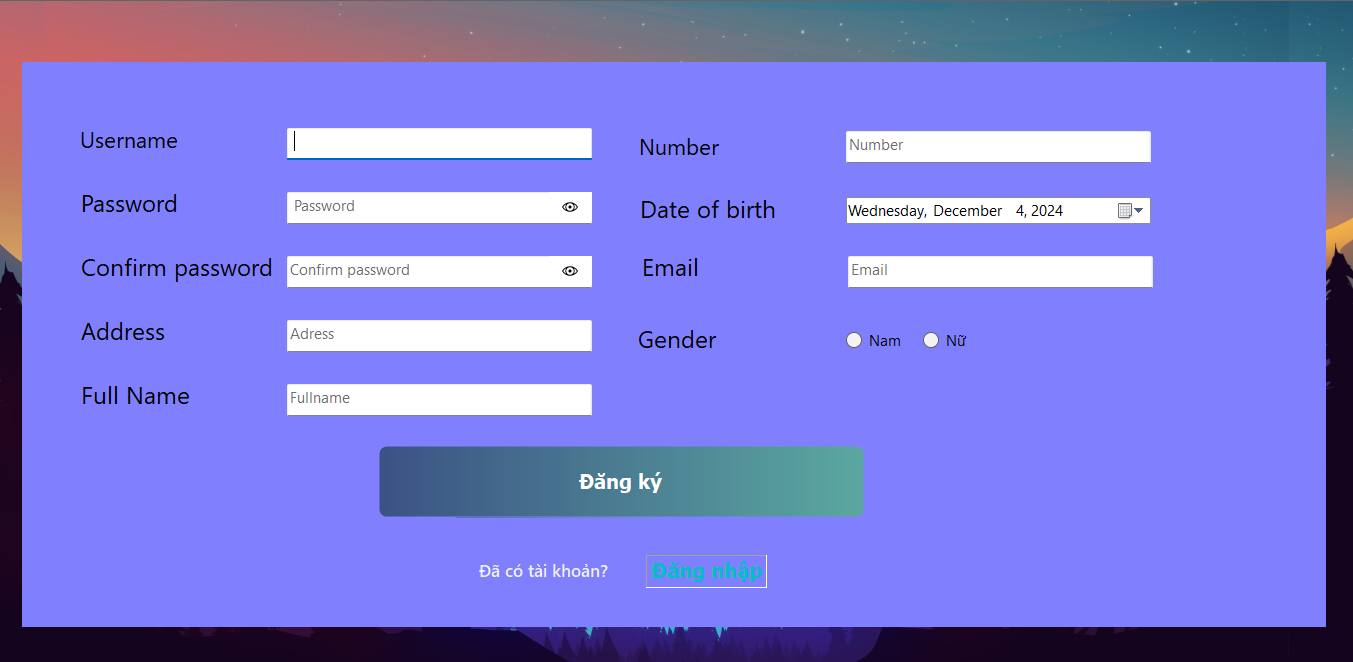 Username
Number
Number
Password
Password
Date of birth
Wednesday, December 4, 2024
Confirm password
Confirm password
Email
Email
Address
Adress
Gender
Nam
Nữ
Full Name
Fullname
Đăng ký
Đã có tài khoản?
Đăng nhập